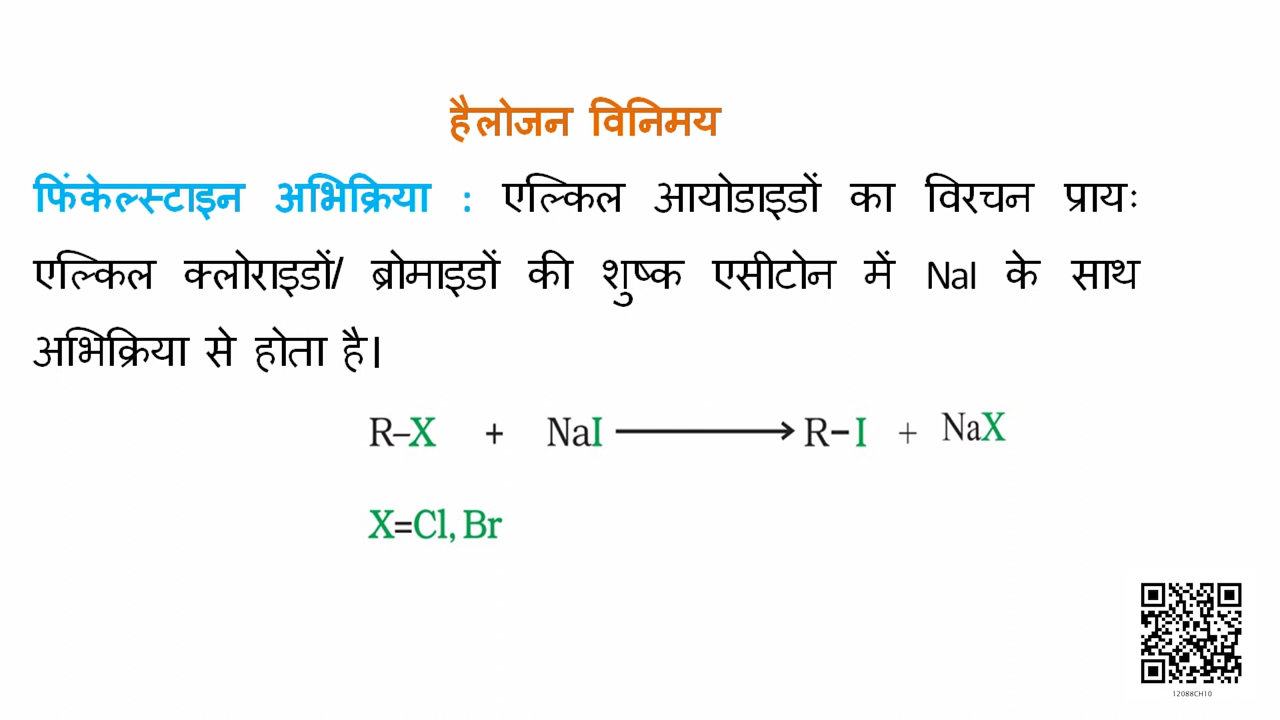 हैलोजन विनिमय
फिंकेल्स्टाइन अभिक्रिया : एल्किल आयोडाइडों का विरचन प्रायः
एल्किल क्लोराइडों/ ब्रोमाइडों की शुष्क एसीटोन में NaI के साथ
अभिक्रिया से होता है।
R–X + NaI ⟶ R–I + NaX
X=Cl, Br
12088CH10